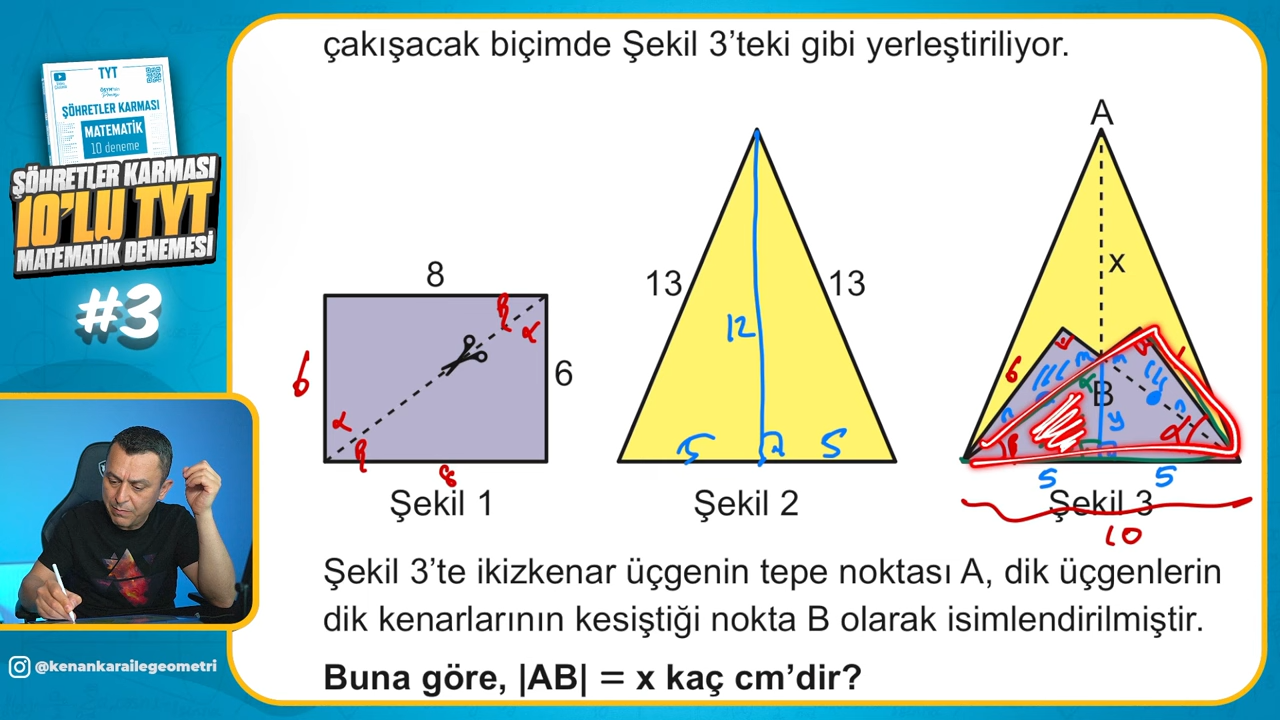 çakışacak biçimde Şekil 3’teki gibi yerleştiriliyor.
TYT
ŞÖHRETLER KARMASI
MATEMATİK
10 deneme
ŞÖHRETLER KARMASI
10’LU TYT
MATEMATİK DENEMESİ
#3
8
6
6
8
α
β
β
α
Şekil 1
13
13
12
5
5
Şekil 2
A
x
B
6
α
y
α
β
5
5
Şekil 3
10
Şekil 3’te ikizkenar üçgenin tepe noktası A, dik üçgenlerin
dik kenarlarının kesiştiği nokta B olarak isimlendirilmiştir.
Buna göre, |AB| = x kaç cm’dir?
@kenankarailegeometri